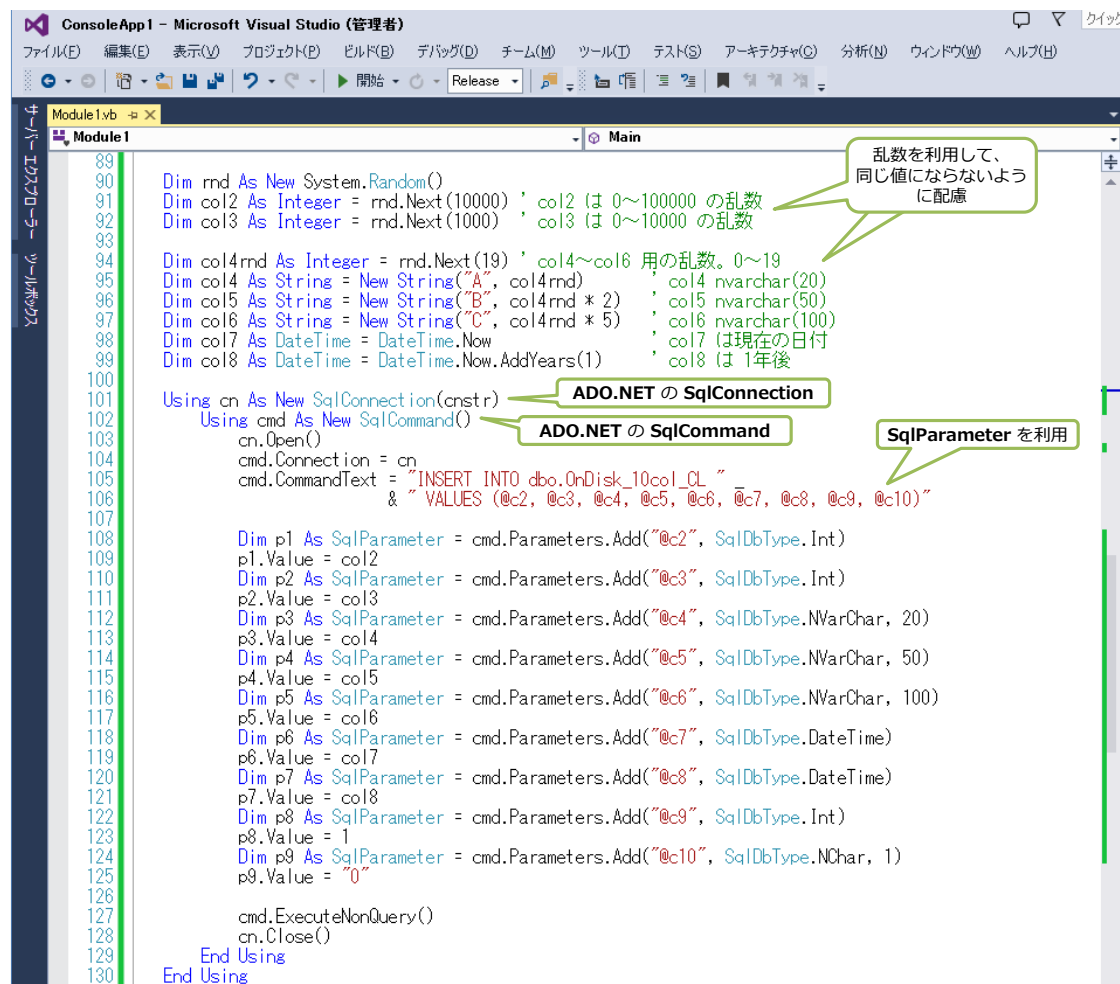 ConsoleApp1 - Microsoft Visual Studio (管理者)
ファイル(F) 編集(E) 表示(V) プロジェクト(P) ビルド(B) デバッグ(D) チーム(M) ツール(T) テスト(S) アーキテクチャ(C) 分析(N) ウィンドウ(W) ヘルプ(H)
開始 Release
サーバー エクスプローラー ツールボックス
Module1.vb
Module1 Main
89
90 Dim rnd As New System.Random()
91 Dim col2 As Integer = rnd.Next(10000) ' col2 は 0～100000 の乱数
92 Dim col3 As Integer = rnd.Next(1000) ' col3 は 0～10000 の乱数
乱数を利用して、
同じ値にならないよう
に配慮
93
94 Dim col4rnd As Integer = rnd.Next(19) ' col4～col6 用の乱数。0～19
95 Dim col4 As String = New String("A", col4rnd) ' col4 nvarchar(20)
96 Dim col5 As String = New String("B", col4rnd * 2) ' col5 nvarchar(50)
97 Dim col6 As String = New String("C", col4rnd * 5) ' col6 nvarchar(100)
98 Dim col7 As DateTime = DateTime.Now ' col7 は現在の日付
99 Dim col8 As DateTime = DateTime.Now.AddYears(1) ' col8 は 1年後
100
101 Using cn As New SqlConnection(cnstr)
ADO.NET の SqlConnection
102 Using cmd As New SqlCommand()
ADO.NET の SqlCommand
103 cn.Open()
104 cmd.Connection = cn
105 cmd.CommandText = "INSERT INTO dbo.OnDisk_10col_CL " _
106 & " VALUES (@c2, @c3, @c4, @c5, @c6, @c7, @c8, @c9, @c10)"
SqlParameter を利用
107
108 Dim p1 As SqlParameter = cmd.Parameters.Add("@c2", SqlDbType.Int)
109 p1.Value = col2
110 Dim p2 As SqlParameter = cmd.Parameters.Add("@c3", SqlDbType.Int)
111 p2.Value = col3
112 Dim p3 As SqlParameter = cmd.Parameters.Add("@c4", SqlDbType.NVarChar, 20)
113 p3.Value = col4
114 Dim p4 As SqlParameter = cmd.Parameters.Add("@c5", SqlDbType.NVarChar, 50)
115 p4.Value = col5
116 Dim p5 As SqlParameter = cmd.Parameters.Add("@c6", SqlDbType.NVarChar, 100)
117 p5.Value = col6
118 Dim p6 As SqlParameter = cmd.Parameters.Add("@c7", SqlDbType.DateTime)
119 p6.Value = col7
120 Dim p7 As SqlParameter = cmd.Parameters.Add("@c8", SqlDbType.DateTime)
121 p7.Value = col8
122 Dim p8 As SqlParameter = cmd.Parameters.Add("@c9", SqlDbType.Int)
123 p8.Value = 1
124 Dim p9 As SqlParameter = cmd.Parameters.Add("@c10", SqlDbType.NChar, 1)
125 p9.Value = "0"
126
127 cmd.ExecuteNonQuery()
128 cn.Close()
129 End Using
130 End Using